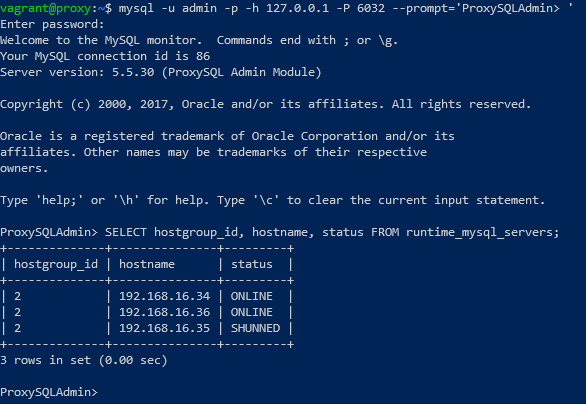 vagrant@proxy:~$ mysql -u admin -p -h 127.0.0.1 -P 6032 --prompt='ProxySQLAdmin> '
Enter password:
Welcome to the MySQL monitor.  Commands end with ; or \g.
Your MySQL connection id is 86
Server version: 5.5.30 (ProxySQL Admin Module)

Copyright (c) 2000, 2017, Oracle and/or its affiliates. All rights reserved.

Oracle is a registered trademark of Oracle Corporation and/or its
affiliates. Other names may be trademarks of their respective
owners.

Type 'help;' or '\h' for help. Type '\c' to clear the current input statement.

ProxySQLAdmin> SELECT hostgroup_id, hostname, status FROM runtime_mysql_servers;
+--------------+---------------+---------+
| hostgroup_id | hostname      | status  |
+--------------+---------------+---------+
| 2            | 192.168.16.34 | ONLINE  |
| 2            | 192.168.16.36 | ONLINE  |
| 2            | 192.168.16.35 | SHUNNED |
+--------------+---------------+---------+
3 rows in set (0.00 sec)

ProxySQLAdmin>